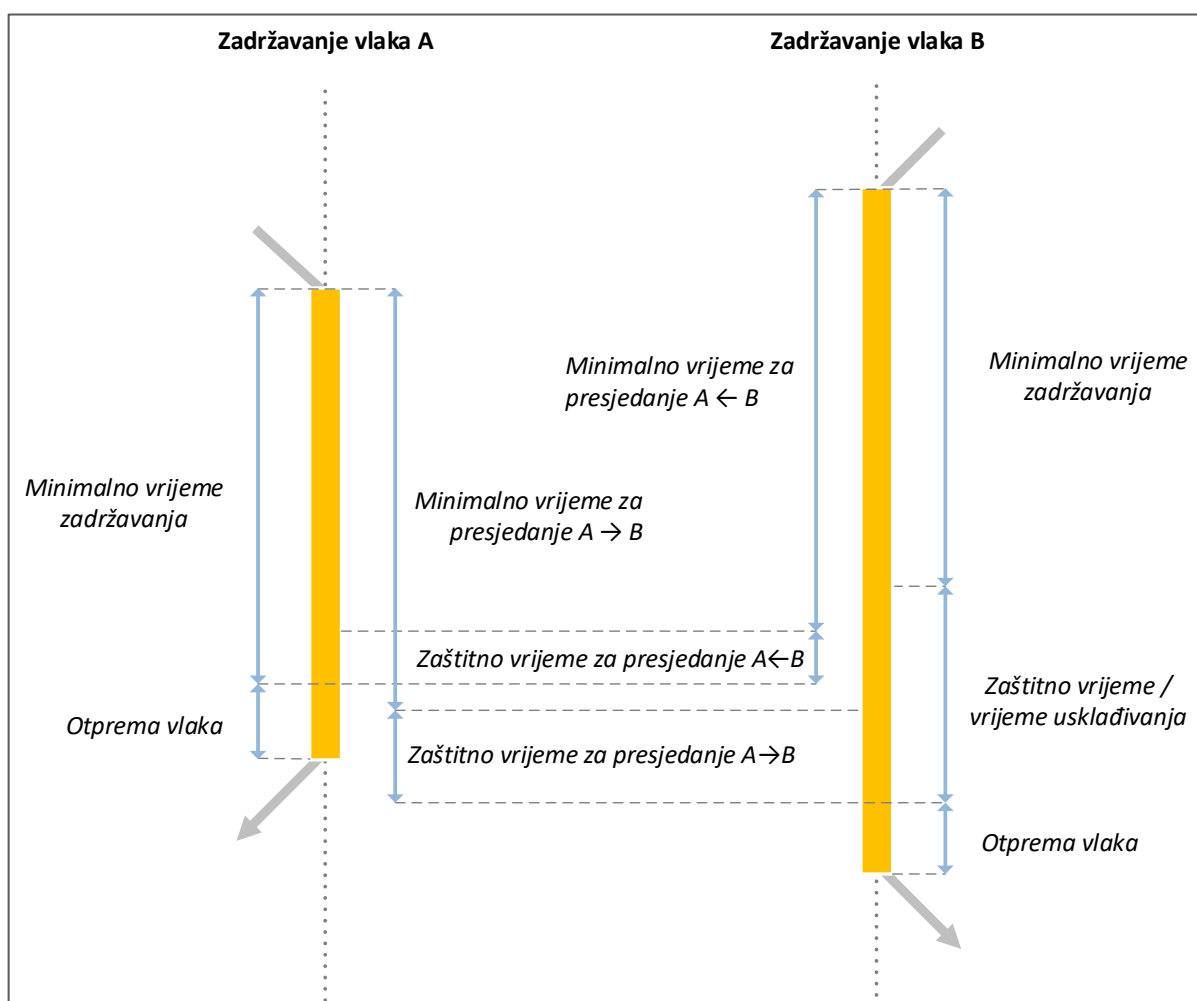 Zadržavanje vlaka A
Zadržavanje vlaka B
Minimalno vrijeme za
presjedanje A ← B
Minimalno vrijeme
zadržavanja
Minimalno vrijeme
zadržavanja
Minimalno vrijeme za
presjedanje A → B
Zaštitno vrijeme za presjedanje A←B
Zaštitno vrijeme /
vrijeme usklađivanja
Otprema vlaka
Zaštitno vrijeme za presjedanje A→B
Otprema vlaka